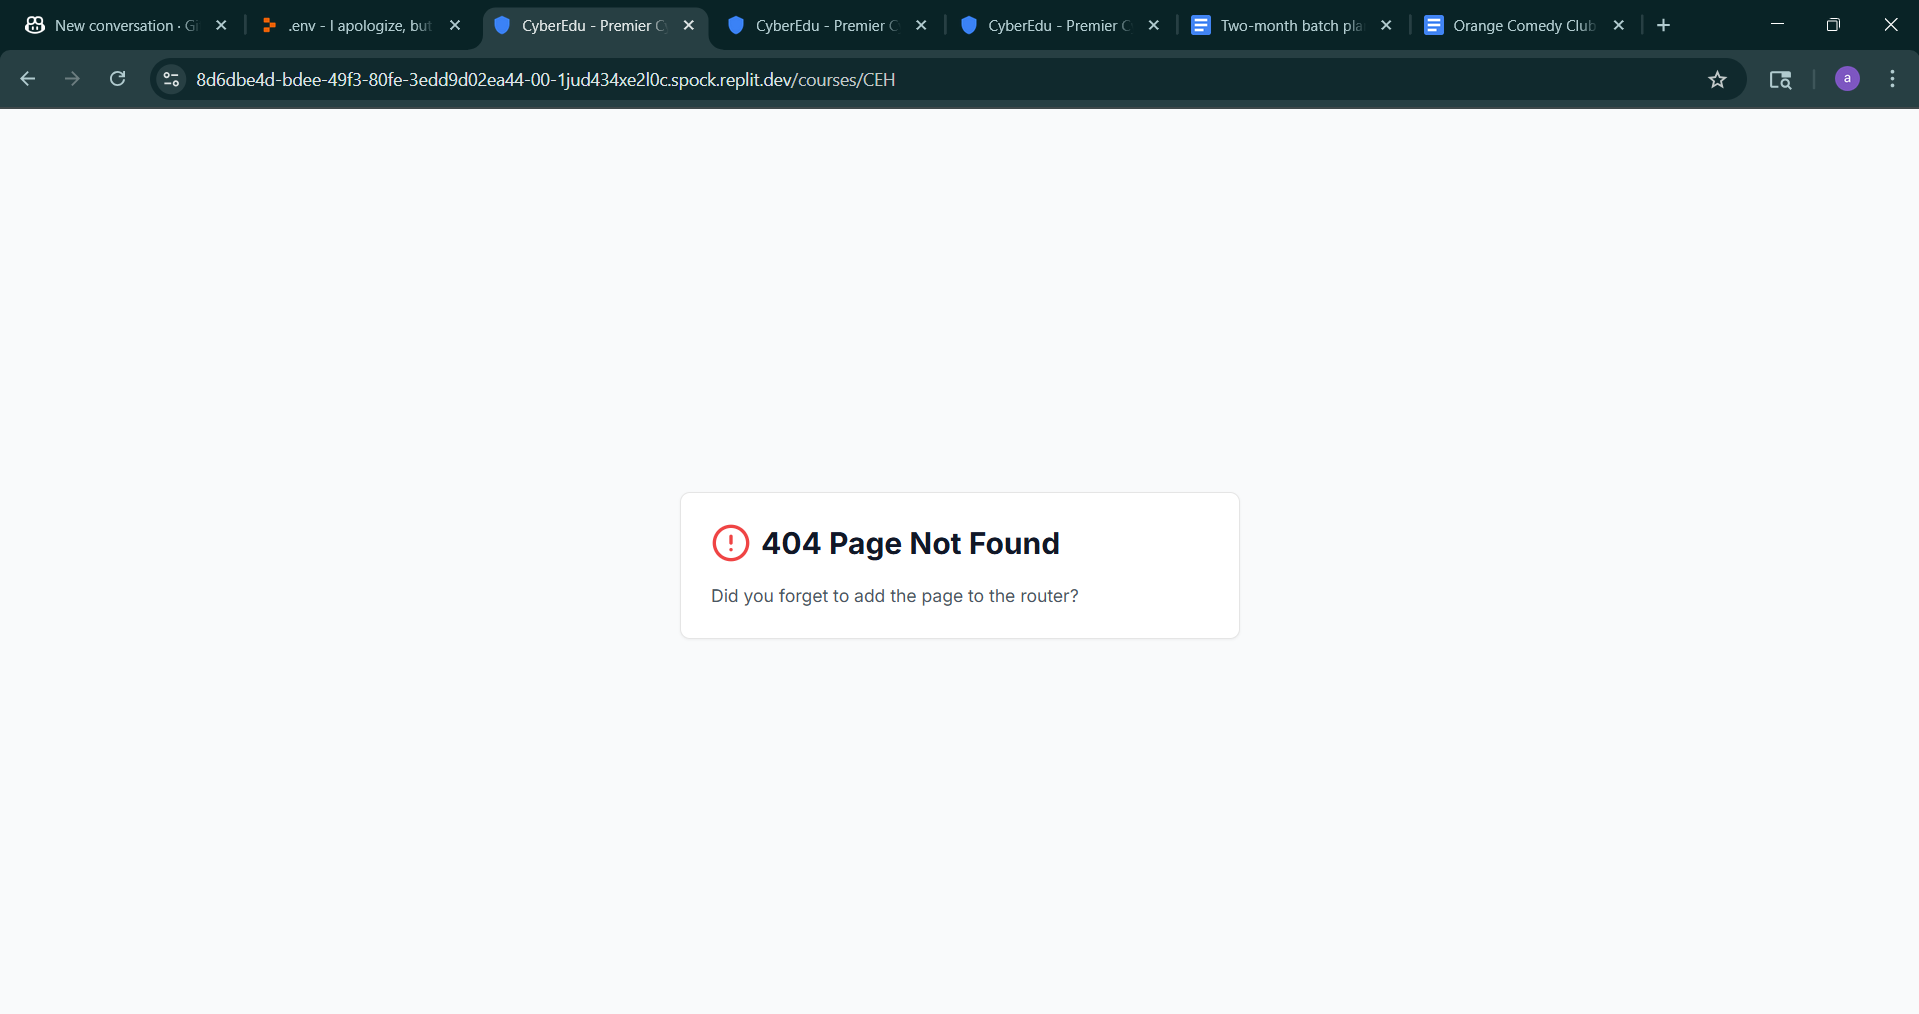 New conversation · Gi
.env - I apologize, but
CyberEdu - Premier C
CyberEdu - Premier C
CyberEdu - Premier C
Two-month batch pla
Orange Comedy Club
8d6dbe4d-bdee-49f3-80fe-3edd9d02ea44-00-1jud434xe2l0c.spock.replit.dev/courses/CEH
a
404 Page Not Found
Did you forget to add the page to the router?